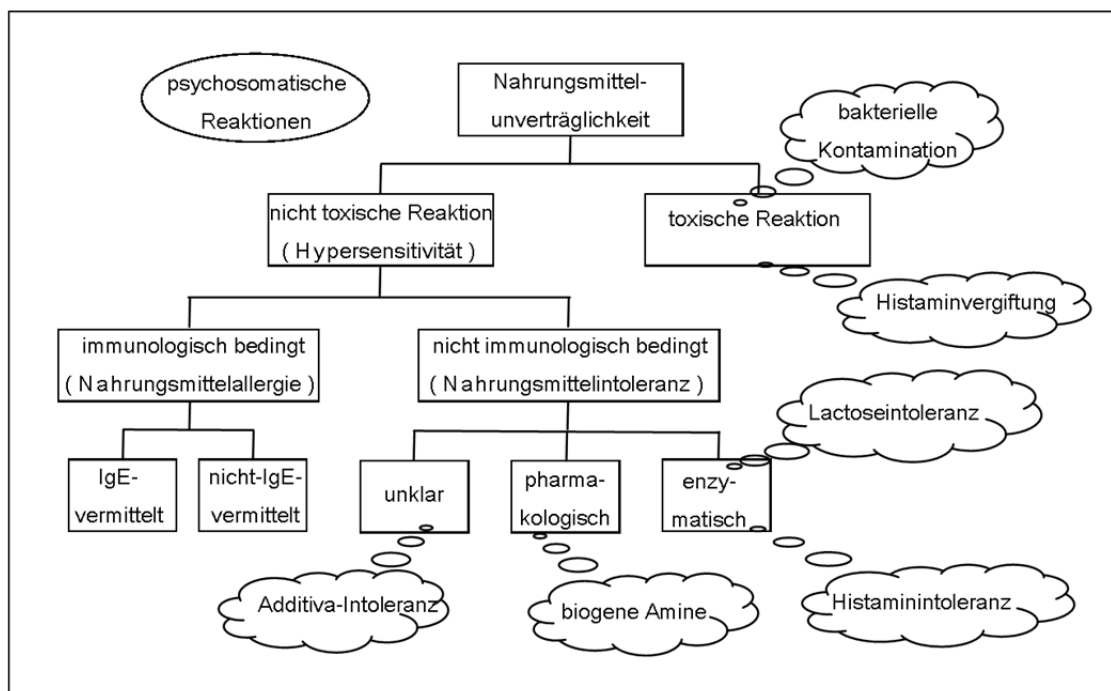 psychosomatische
Reaktionen
Nahrungsmittel-
unverträglichkeit
bakterielle
Kontamination
nicht toxische Reaktion
( Hypersensitivität )
toxische Reaktion
Histaminvergiftung
immunologisch bedingt
( Nahrungsmittelallergie )
nicht immunologisch bedingt
( Nahrungsmittelintoleranz )
Lactoseintoleranz
IgE-
vermittelt
nicht-IgE-
vermittelt
unklar
pharma-
kologisch
enzy-
matisch
Additiva-Intoleranz
biogene Amine
Histaminintoleranz